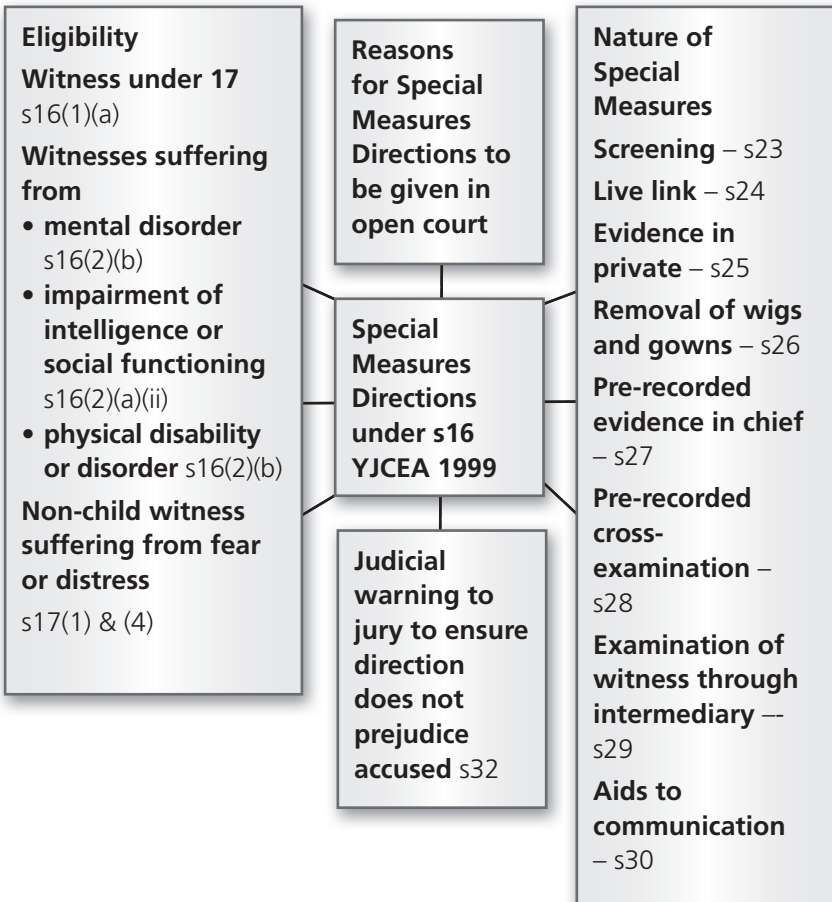 Eligibility
Witness under 17
s16(1)(a)
Witnesses suffering
from
• mental disorder
s16(2)(b)
• impairment of
intelligence or
social functioning
s16(2)(a)(ii)
• physical disability
or disorder s16(2)(b)
Non-child witness
suffering from fear
or distress
s17(1) & (4)
Reasons
for Special
Measures
Directions to
be given in
open court
Special
Measures
Directions
under s16
YJCEA 1999
Judicial
warning to
jury to ensure
direction
does not
prejudice
accused s32
Nature of
Special
Measures
Screening – s23
Live link – s24
Evidence in
private – s25
Removal of wigs
and gowns – s26
Pre-recorded
evidence in chief
– s27
Pre-recorded
cross-
examination –
s28
Examination of
witness through
intermediary –-
s29
Aids to
communication
– s30